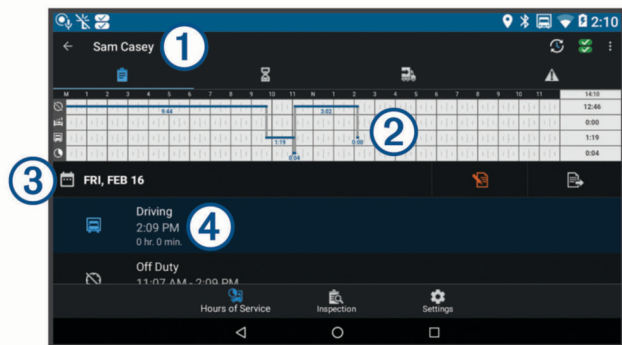 2:10
Sam Casey
1
M 1 2 3 4 5 6 7 8 9 10 11 N 1 2 3 4 5 6 7 8 9 10 11 14:10
9:44 3:02 12:46
0:00
1:19 0:00 1:19
0:04 0:04
2
3
FRI, FEB 16
Driving
2:09 PM
0 hr. 0 min.
4
Off Duty
11:07 AM - 2:09 PM
Hours of Service Inspection Settings